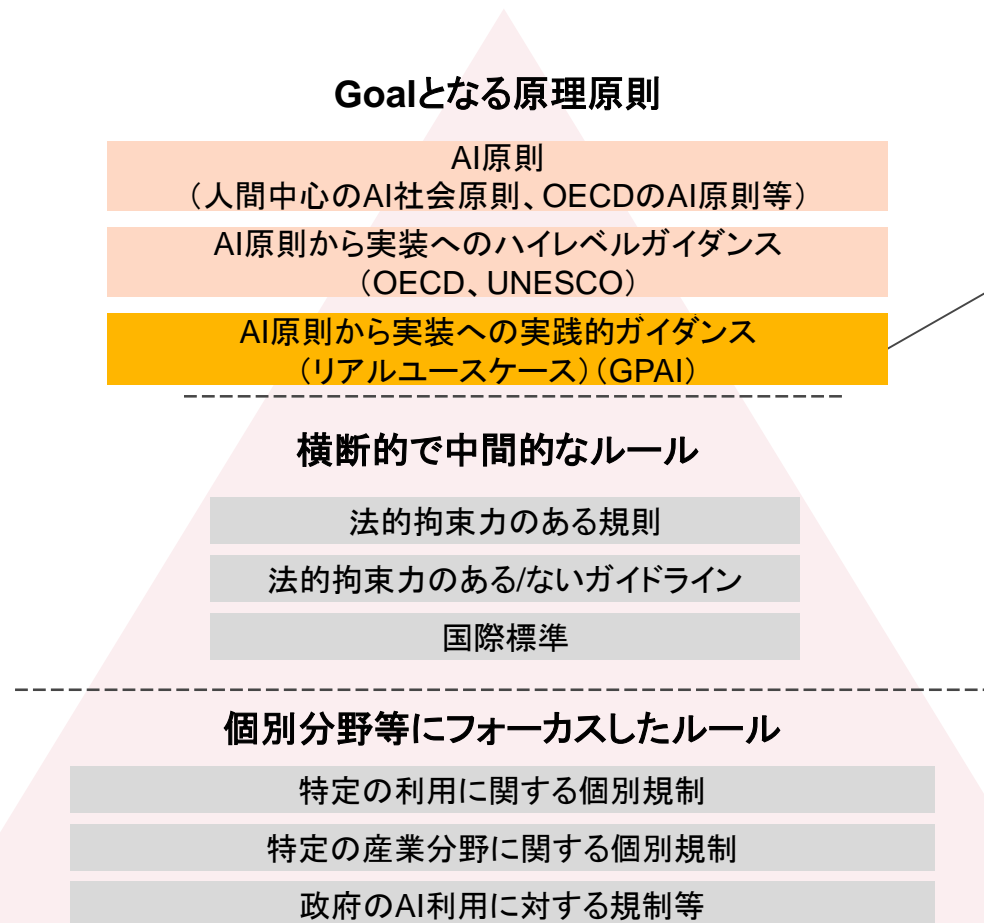 Goalとなる原理原則
AI原則
（人間中心のAI社会原則、OECDのAI原則等）
AI原則から実装へのハイレベルガイダンス
（OECD、UNESCO）
AI原則から実装への実践的ガイダンス
（リアルユースケース）（GPAI）
横断的で中間的なルール
法的拘束力のある規則
法的拘束力のある/ないガイドライン
国際標準
個別分野等にフォーカスしたルール
特定の利用に関する個別規制
特定の産業分野に関する個別規制
政府のAI利用に対する規制等